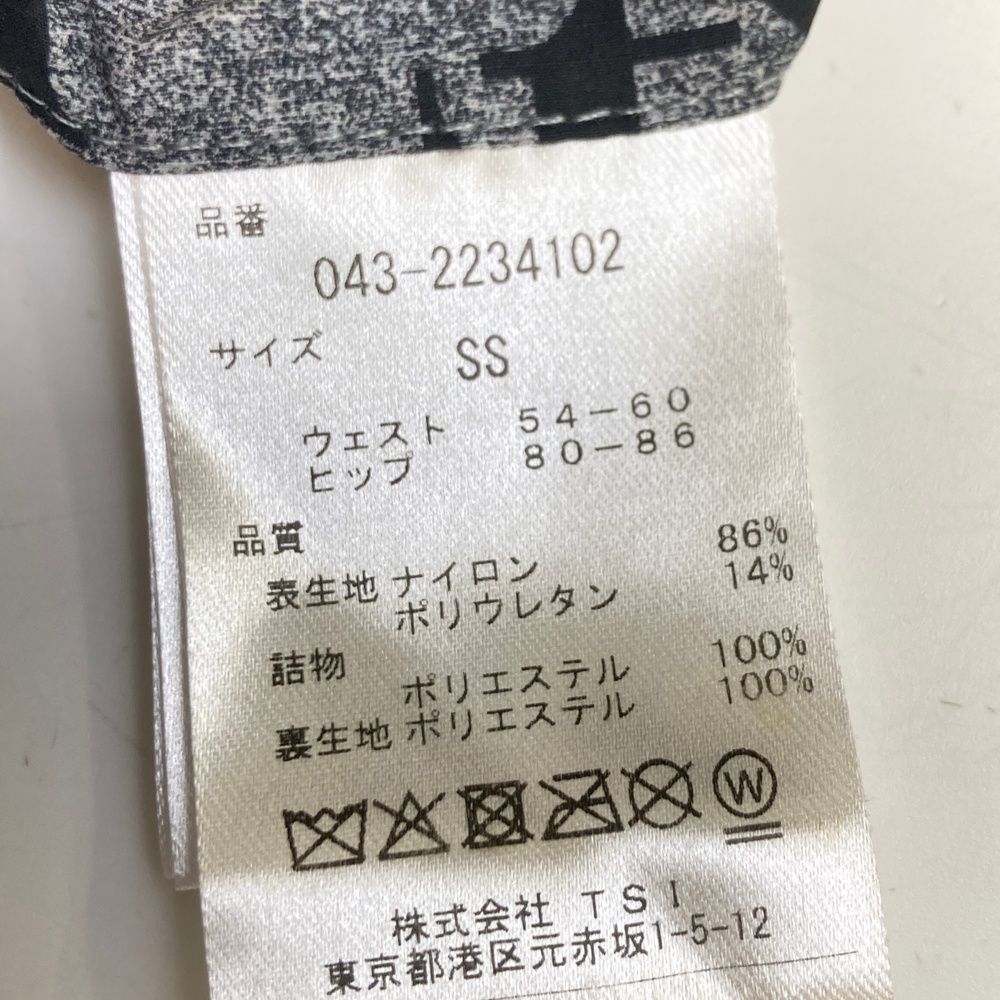 品番
043-2234102
サイズ SS
ウェスト 54-60
ヒップ 80-86
品質
表生地 ナイロン 86%
ポリウレタン 14%
詰物
ポリエステル 100%
裏生地 ポリエステル 100%
W
株式会社 TSI
東京都港区元赤坂1-5-12